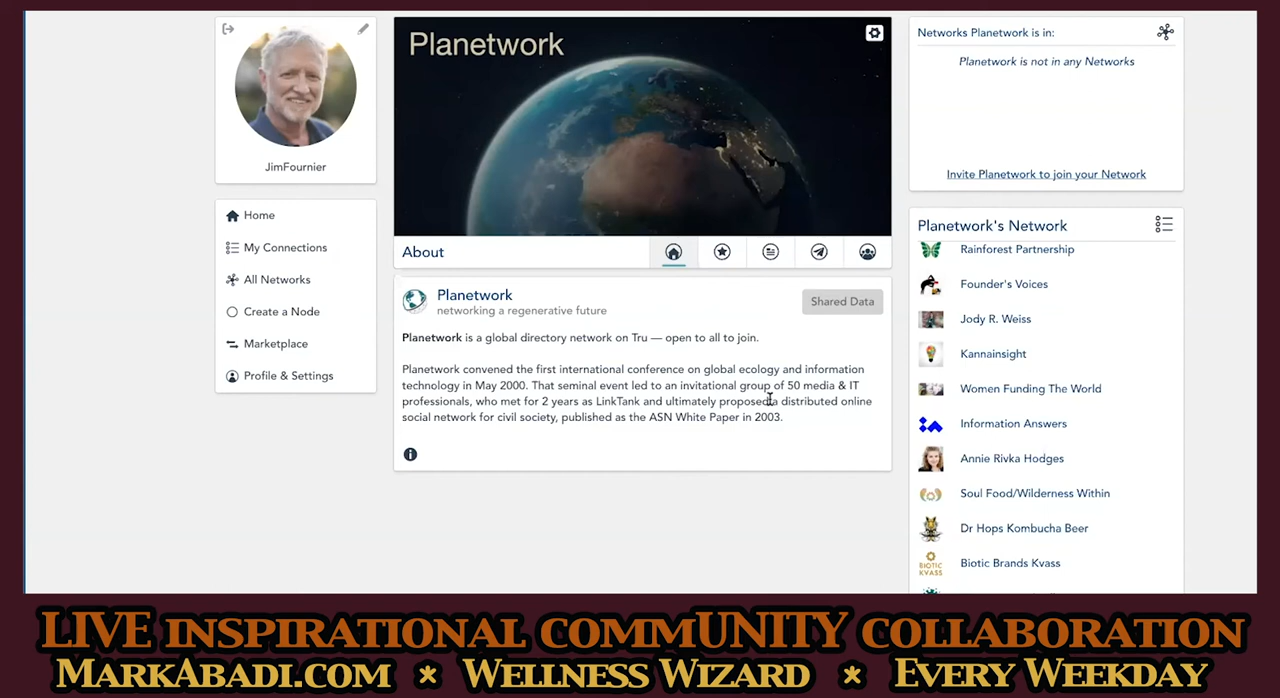 JimFournier
Home
My Connections
All Networks
Create a Node
Marketplace
Profile & Settings
Planetwork
About
Planetwork
networking a regenerative future
Shared Data
Planetwork is a global directory network on Tru — open to all to join.
Planetwork convened the first international conference on global ecology and information
technology in May 2000. That seminal event led to an invitational group of 50 media & IT
professionals, who met for 2 years as LinkTank and ultimately proposed a distributed online
social network for civil society, published as the ASN White Paper in 2003.
Networks Planetwork is in:
Planetwork is not in any Networks
Invite Planetwork to join your Network
Planetwork's Network
Rainforest Partnership
Founder's Voices
Jody R. Weiss
Kannainsight
Women Funding The World
Information Answers
Annie Rivka Hodges
Soul Food/Wilderness Within
Dr Hops Kombucha Beer
BIOTIC
KVASS
Biotic Brands Kvass
LIVE INSPIRATIONAL COMMUNITY COLLABORATION
MARKABADI.COM * WELLNESS WIZARD * EVERY WEEKDAY